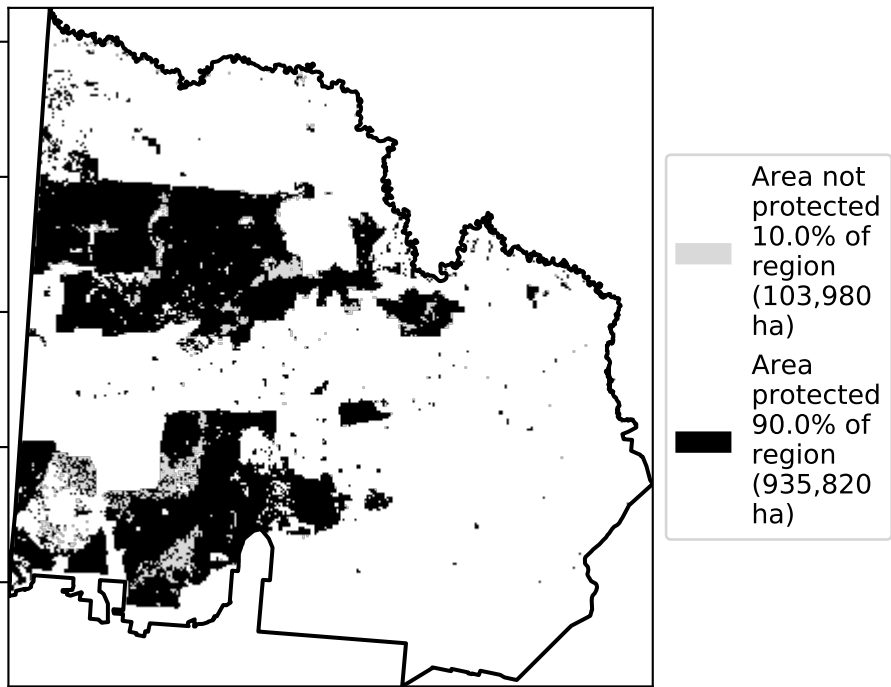 Area not
protected
10.0% of
region
(103,980
ha)
Area
protected
90.0% of
region
(935,820
ha)